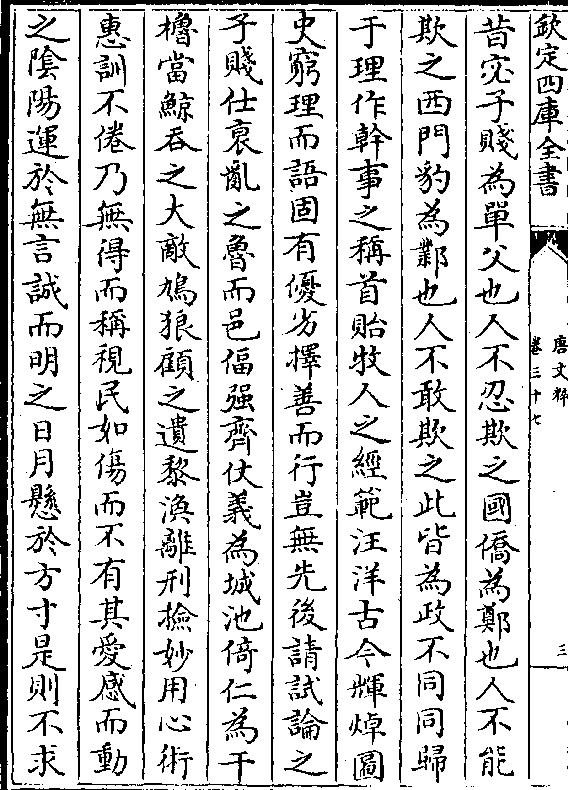 欽定四庫全書
唐文粹
卷三十七
三
昔宓子賤為單父也人不忍欺之國僑為鄭也人不能
欺之西門豹為鄴也人不敢欺之此皆為政不同同歸
于理作幹事之稱首貽牧人之經範汪洋古今輝焯圖
史窮理而語固有優劣擇善而行豈無先後請試論之
子賤仕衰亂之魯而邑偪强齊仗義為城池倚仁為干
櫓當鯨吞之大敵鳩狼顧之遺黎渙離刑撿妙用心術
惠訓不倦乃無得而稱視民如傷而不有其愛感而動
之隂陽運於無言誠而明之日月懸於方寸是則不求